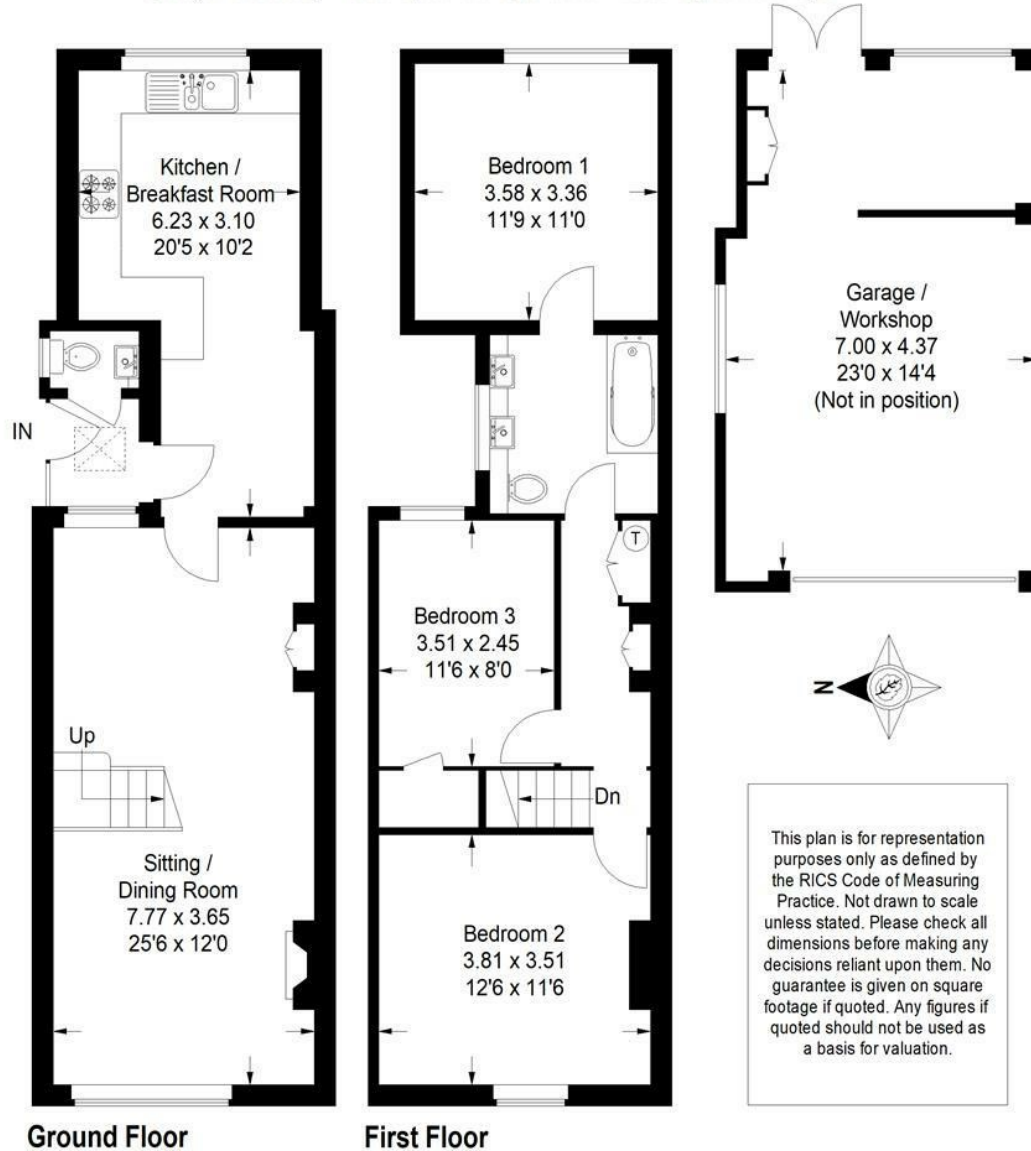 Kitchen /
Breakfast Room
6.23 x 3.10
20'5 x 10'2
IN
Up
Sitting /
Dining Room
7.77 x 3.65
25'6 x 12'0
Ground Floor
Bedroom 1
3.58 x 3.36
11'9 x 11'0
T
Bedroom 3
3.51 x 2.45
11'6 x 8'0
Dn
Bedroom 2
3.81 x 3.51
12'6 x 11'6
First Floor
Garage /
Workshop
7.00 x 4.37
23'0 x 14'4
(Not in position)
N
This plan is for representation
purposes only as defined by
the RICS Code of Measuring
Practice. Not drawn to scale
unless stated. Please check all
dimensions before making any
decisions reliant upon them. No
guarantee is given on square
footage if quoted. Any figures if
quoted should not be used as
a basis for valuation.